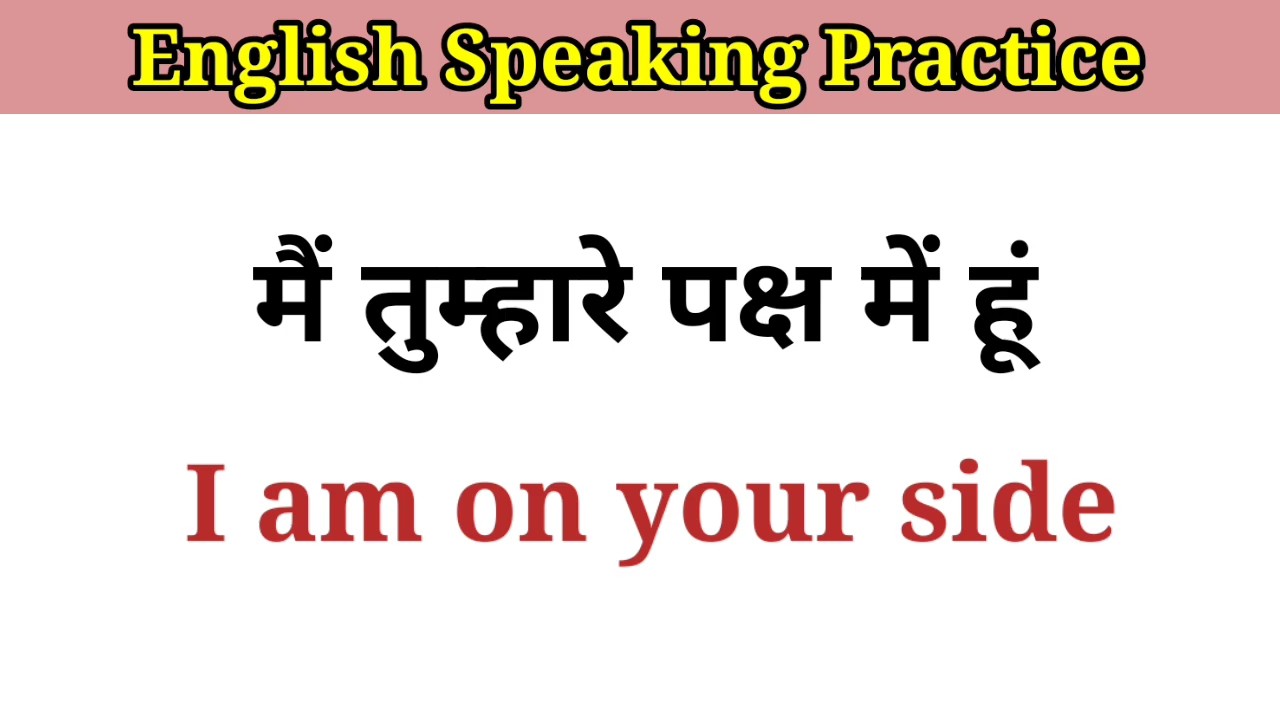 English Speaking Practice
मैं तुम्हारे पक्ष में हूं
I am on your side